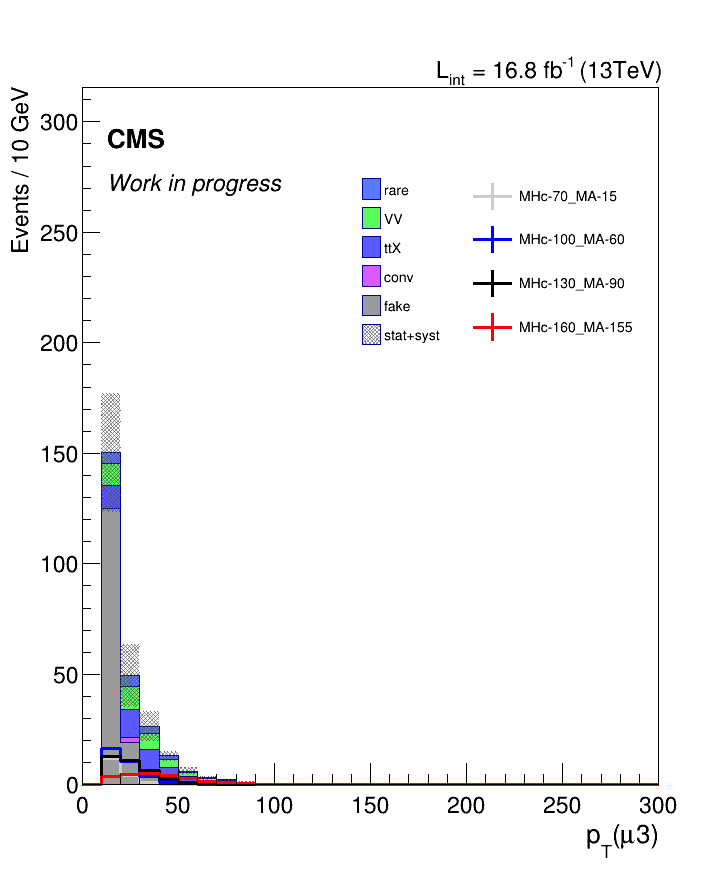 L_int = 16.8 fb^-1 (13TeV)
Events / 10 GeV
CMS
Work in progress
rare
VV
ttX
conv
fake
stat+syst
MHc-70_MA-15
MHc-100_MA-60
MHc-130_MA-90
MHc-160_MA-155
300
250
200
150
100
50
0
0 50 100 150 200 250 300
p_T(μ3)